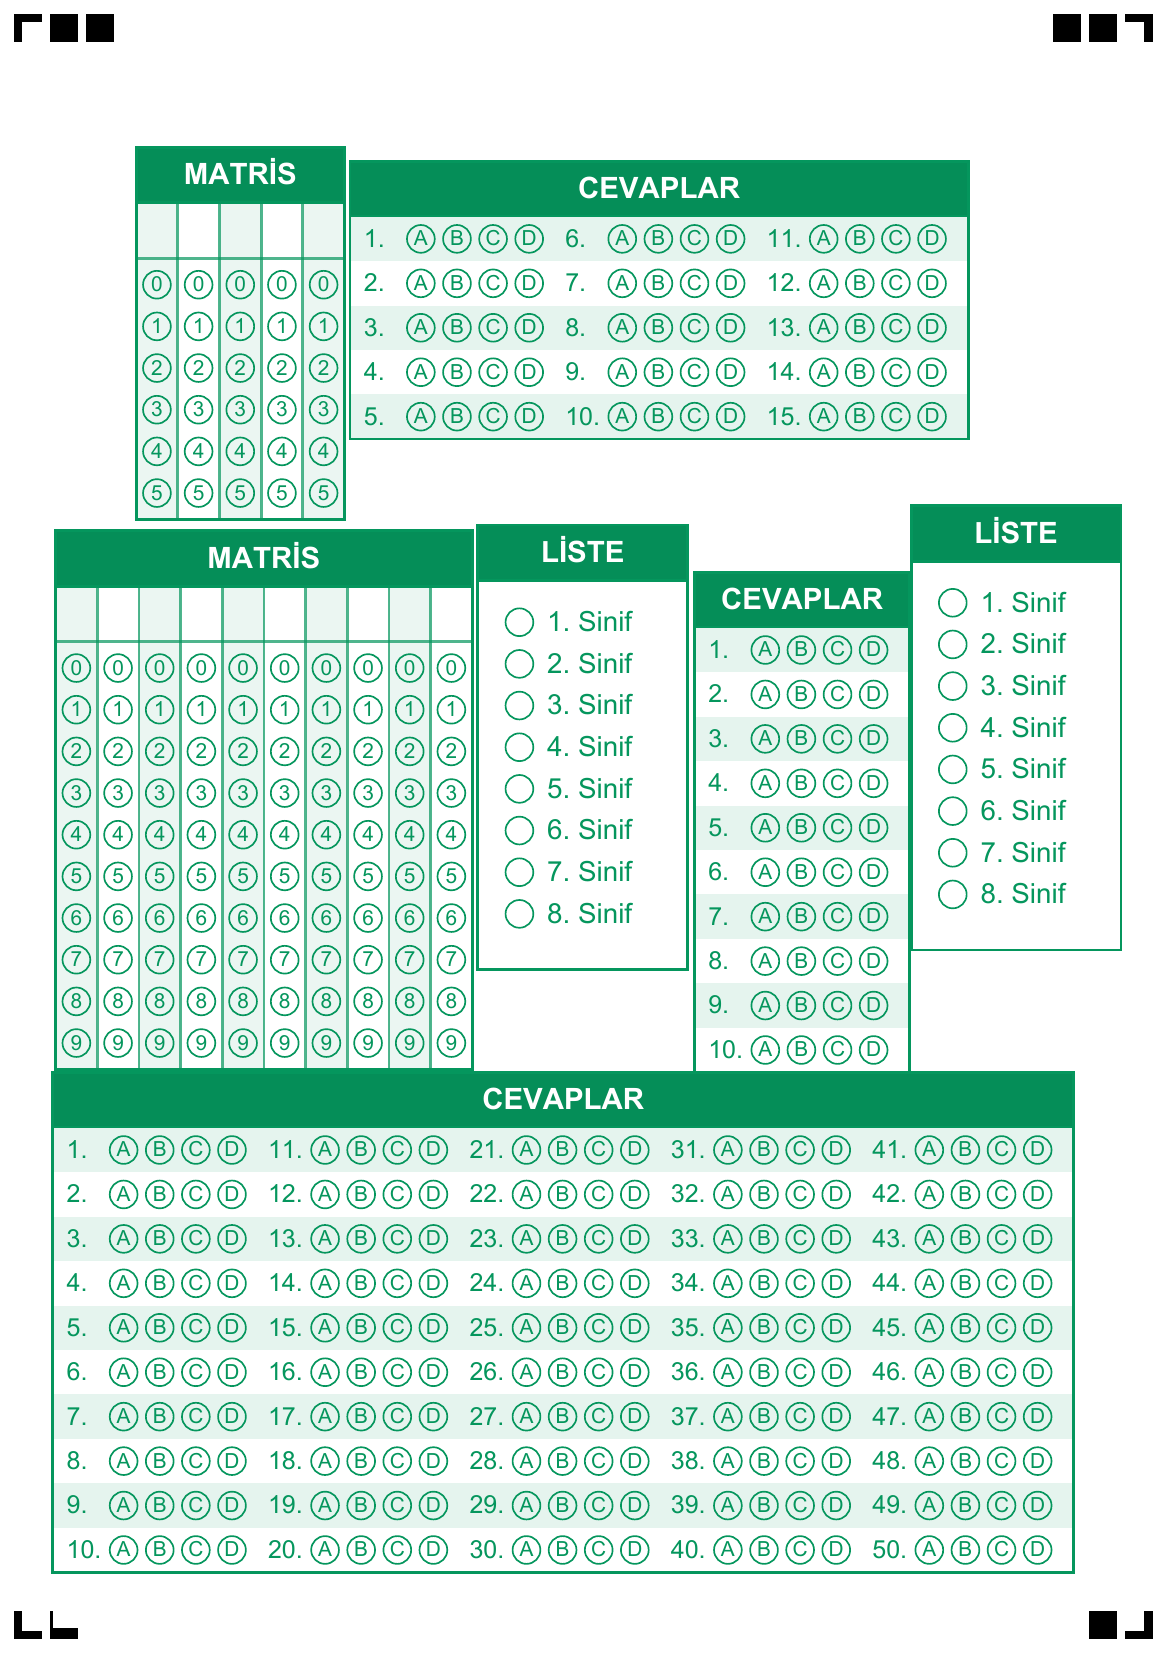 MATRİS
0 0 0 0 0
1 1 1 1 1
2 2 2 2 2
3 3 3 3 3
4 4 4 4 4
5 5 5 5 5
CEVAPLAR
1. A B C D 6. A B C D 11. A B C D
2. A B C D 7. A B C D 12. A B C D
3. A B C D 8. A B C D 13. A B C D
4. A B C D 9. A B C D 14. A B C D
5. A B C D 10. A B C D 15. A B C D
MATRİS
0 0 0 0 0 0 0 0 0 0
1 1 1 1 1 1 1 1 1 1
2 2 2 2 2 2 2 2 2 2
3 3 3 3 3 3 3 3 3 3
4 4 4 4 4 4 4 4 4 4
5 5 5 5 5 5 5 5 5 5
6 6 6 6 6 6 6 6 6 6
7 7 7 7 7 7 7 7 7 7
8 8 8 8 8 8 8 8 8 8
9 9 9 9 9 9 9 9 9 9
LİSTE
1. Sinif
2. Sinif
3. Sinif
4. Sinif
5. Sinif
6. Sinif
7. Sinif
8. Sinif
CEVAPLAR
1. A B C D
2. A B C D
3. A B C D
4. A B C D
5. A B C D
6. A B C D
7. A B C D
8. A B C D
9. A B C D
10. A B C D
LİSTE
1. Sinif
2. Sinif
3. Sinif
4. Sinif
5. Sinif
6. Sinif
7. Sinif
8. Sinif
CEVAPLAR
1. A B C D 11. A B C D 21. A B C D 31. A B C D 41. A B C D
2. A B C D 12. A B C D 22. A B C D 32. A B C D 42. A B C D
3. A B C D 13. A B C D 23. A B C D 33. A B C D 43. A B C D
4. A B C D 14. A B C D 24. A B C D 34. A B C D 44. A B C D
5. A B C D 15. A B C D 25. A B C D 35. A B C D 45. A B C D
6. A B C D 16. A B C D 26. A B C D 36. A B C D 46. A B C D
7. A B C D 17. A B C D 27. A B C D 37. A B C D 47. A B C D
8. A B C D 18. A B C D 28. A B C D 38. A B C D 48. A B C D
9. A B C D 19. A B C D 29. A B C D 39. A B C D 49. A B C D
10. A B C D 20. A B C D 30. A B C D 40. A B C D 50. A B C D